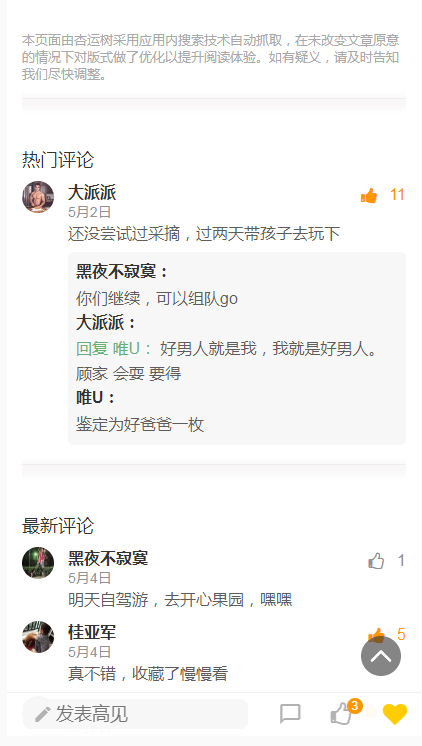 本页面由杏运树采用应用内搜索技术自动抓取，在未改变文章原意
的情况下对版式做了优化以提升阅读体验。如有疑义，请及时告知
我们尽快调整。
热门评论
大派派
11
5月2日
还没尝试过采摘，过两天带孩子去玩下
黑夜不寂寞：
你们继续，可以组队go
大派派：
回复 唯U： 好男人就是我，我就是好男人。
顾家 会耍 要得
唯U：
鉴定为好爸爸一枚
最新评论
黑夜不寂寞
1
5月4日
明天自驾游，去开心果园，嘿嘿
桂亚军
5
5月4日
真不错，收藏了慢慢看
发表高见
3